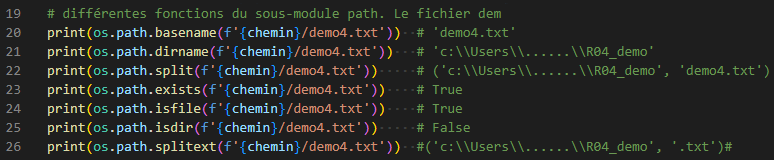 19 # différentes fonctions du sous-module path. Le fichier dem
20 print(os.path.basename(f'{chemin}/demo4.txt')) # 'demo4.txt'
21 print(os.path.dirname(f'{chemin}/demo4.txt')) # 'c:\\Users\\......\\R04_demo'
22 print(os.path.split(f'{chemin}/demo4.txt')) # ('c:\\Users\\......\\R04_demo', 'demo4.txt')
23 print(os.path.exists(f'{chemin}/demo4.txt')) # True
24 print(os.path.isfile(f'{chemin}/demo4.txt')) # True
25 print(os.path.isdir(f'{chemin}/demo4.txt')) # False
26 print(os.path.splitext(f'{chemin}/demo4.txt')) #('c:\\Users\\......\\R04_demo', '.txt')#